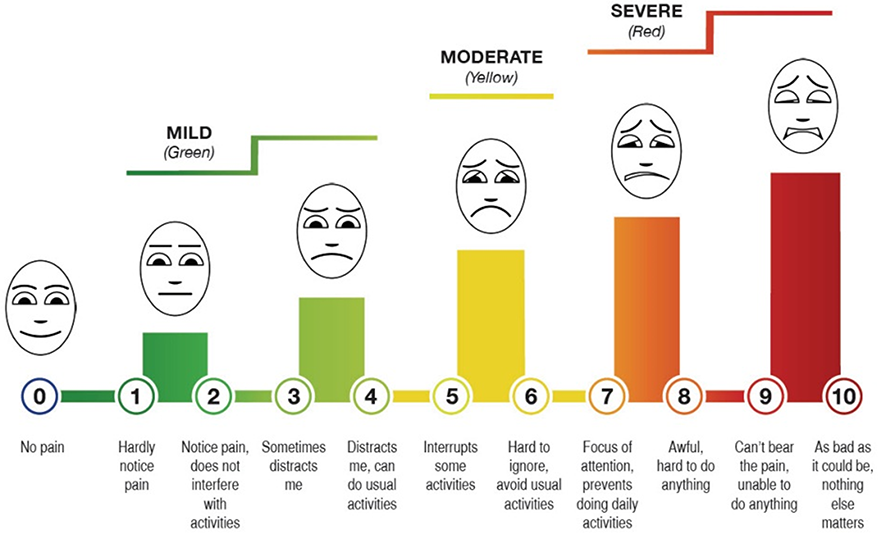 SEVERE
(Red)
MODERATE
(Yellow)
MILD
(Green)
0
1
2
3
4
5
6
7
8
9
10
No pain
Hardly
notice
pain
Notice pain,
does not
interfere
with
activities
Sometimes
distracts
me
Distracts
me, can
do usual
activities
Interrupts
some
activities
Hard to
ignore,
avoid usual
activities
Focus of
attention,
prevents
doing daily
activities
Awful,
hard to do
anything
Can't bear
the pain,
unable to
do anything
As bad as
it could be,
nothing
else
matters